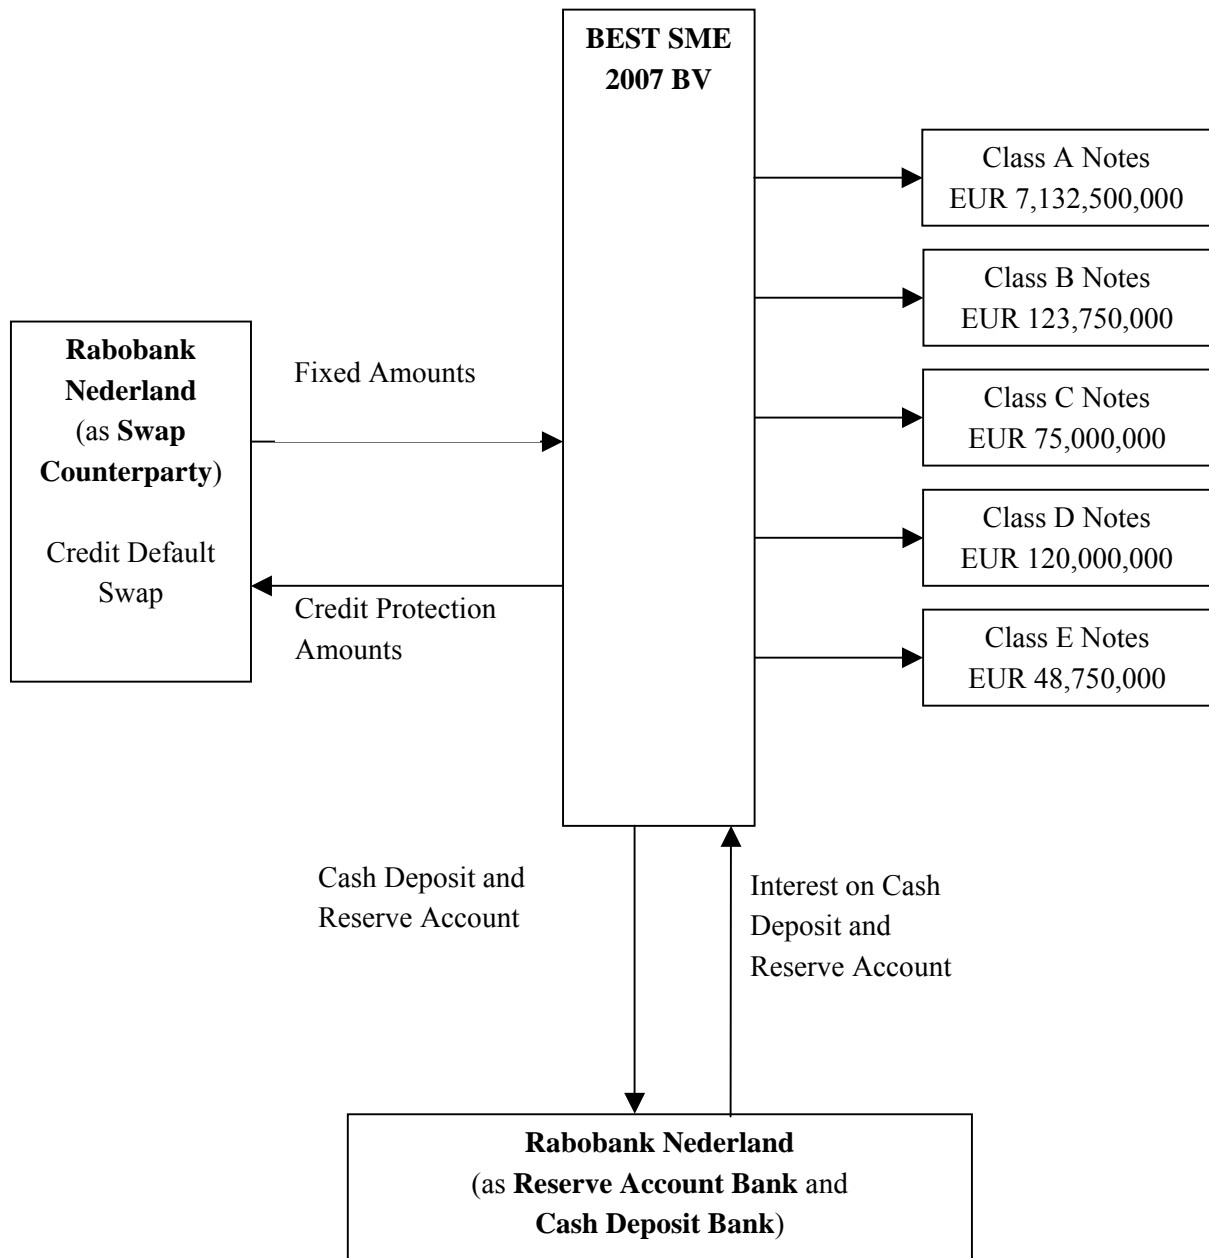 BEST SME
2007 BV
Class A Notes
EUR 7,132,500,000
Class B Notes
EUR 123,750,000
Class C Notes
EUR 75,000,000
Class D Notes
EUR 120,000,000
Class E Notes
EUR 48,750,000
Rabobank
Nederland
(as Swap
Counterparty)
Credit Default
Swap
Fixed Amounts
Credit Protection
Amounts
Cash Deposit and
Reserve Account
Interest on Cash
Deposit and
Reserve Account
Rabobank Nederland
(as Reserve Account Bank and
Cash Deposit Bank)